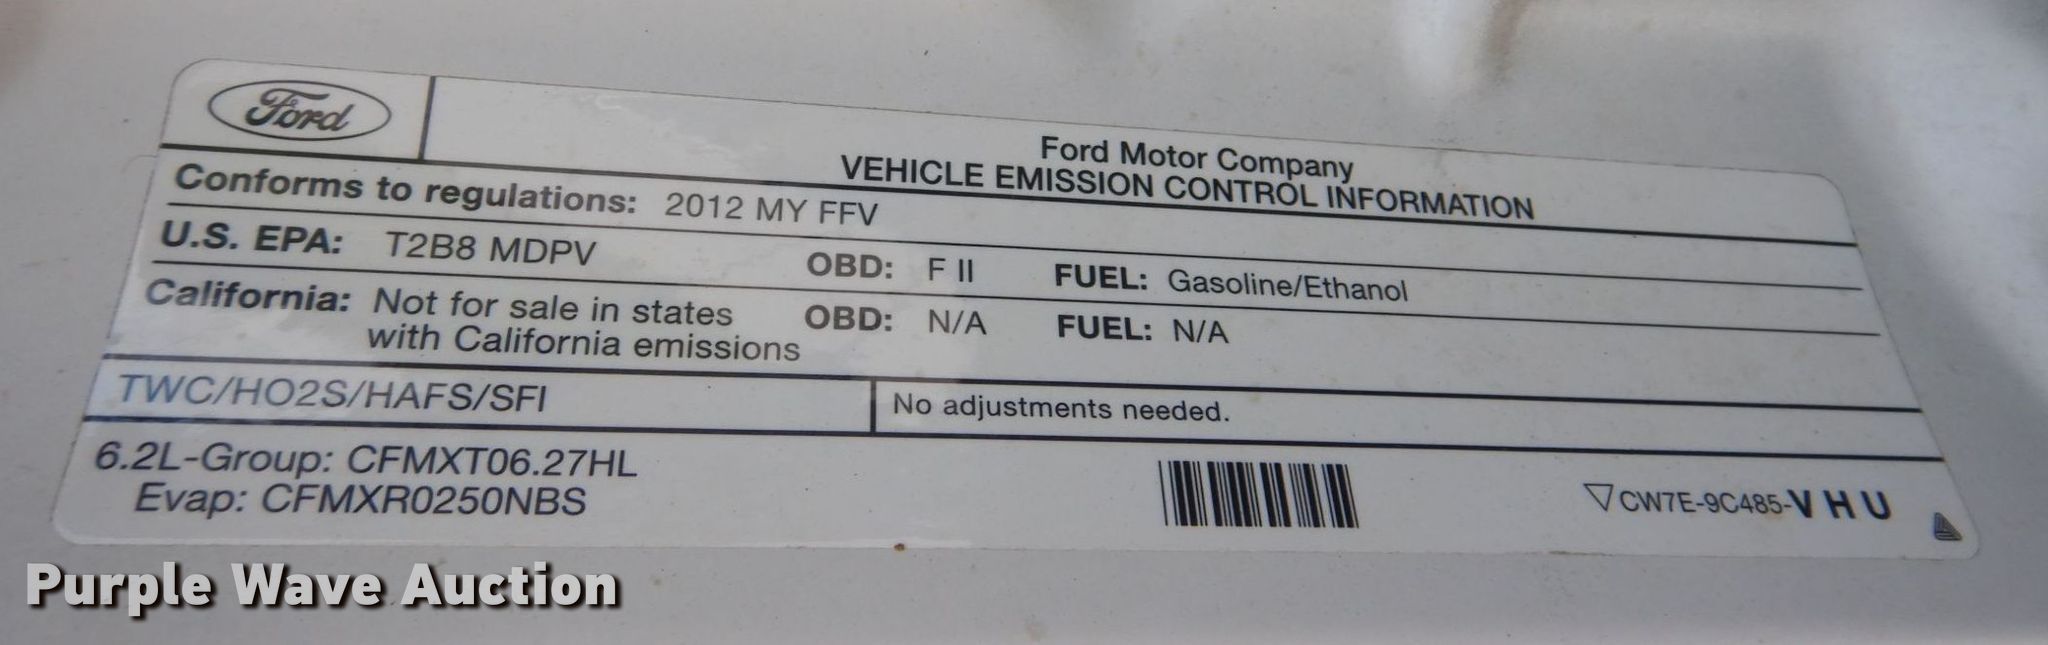 Ford
Ford Motor Company
VEHICLE EMISSION CONTROL INFORMATION
Conforms to regulations: 2012 MY FFV
U.S. EPA: T2B8 MDPV OBD: F II FUEL: Gasoline/Ethanol
California: Not for sale in states OBD: N/A FUEL: N/A
with California emissions
TWC/HO2S/HAFS/SFI
No adjustments needed.
6.2L-Group: CFMXT06.27HL
Evap: CFMXR0250NBS
CW7E-9C485-VHU
Purple Wave Auction